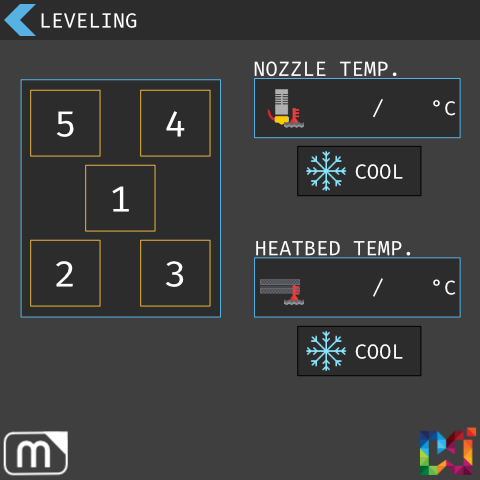 LEVELING
5 4
1
2 3
NOZZLE TEMP.
/ °C
COOL
HEATBED TEMP.
/ °C
COOL
m